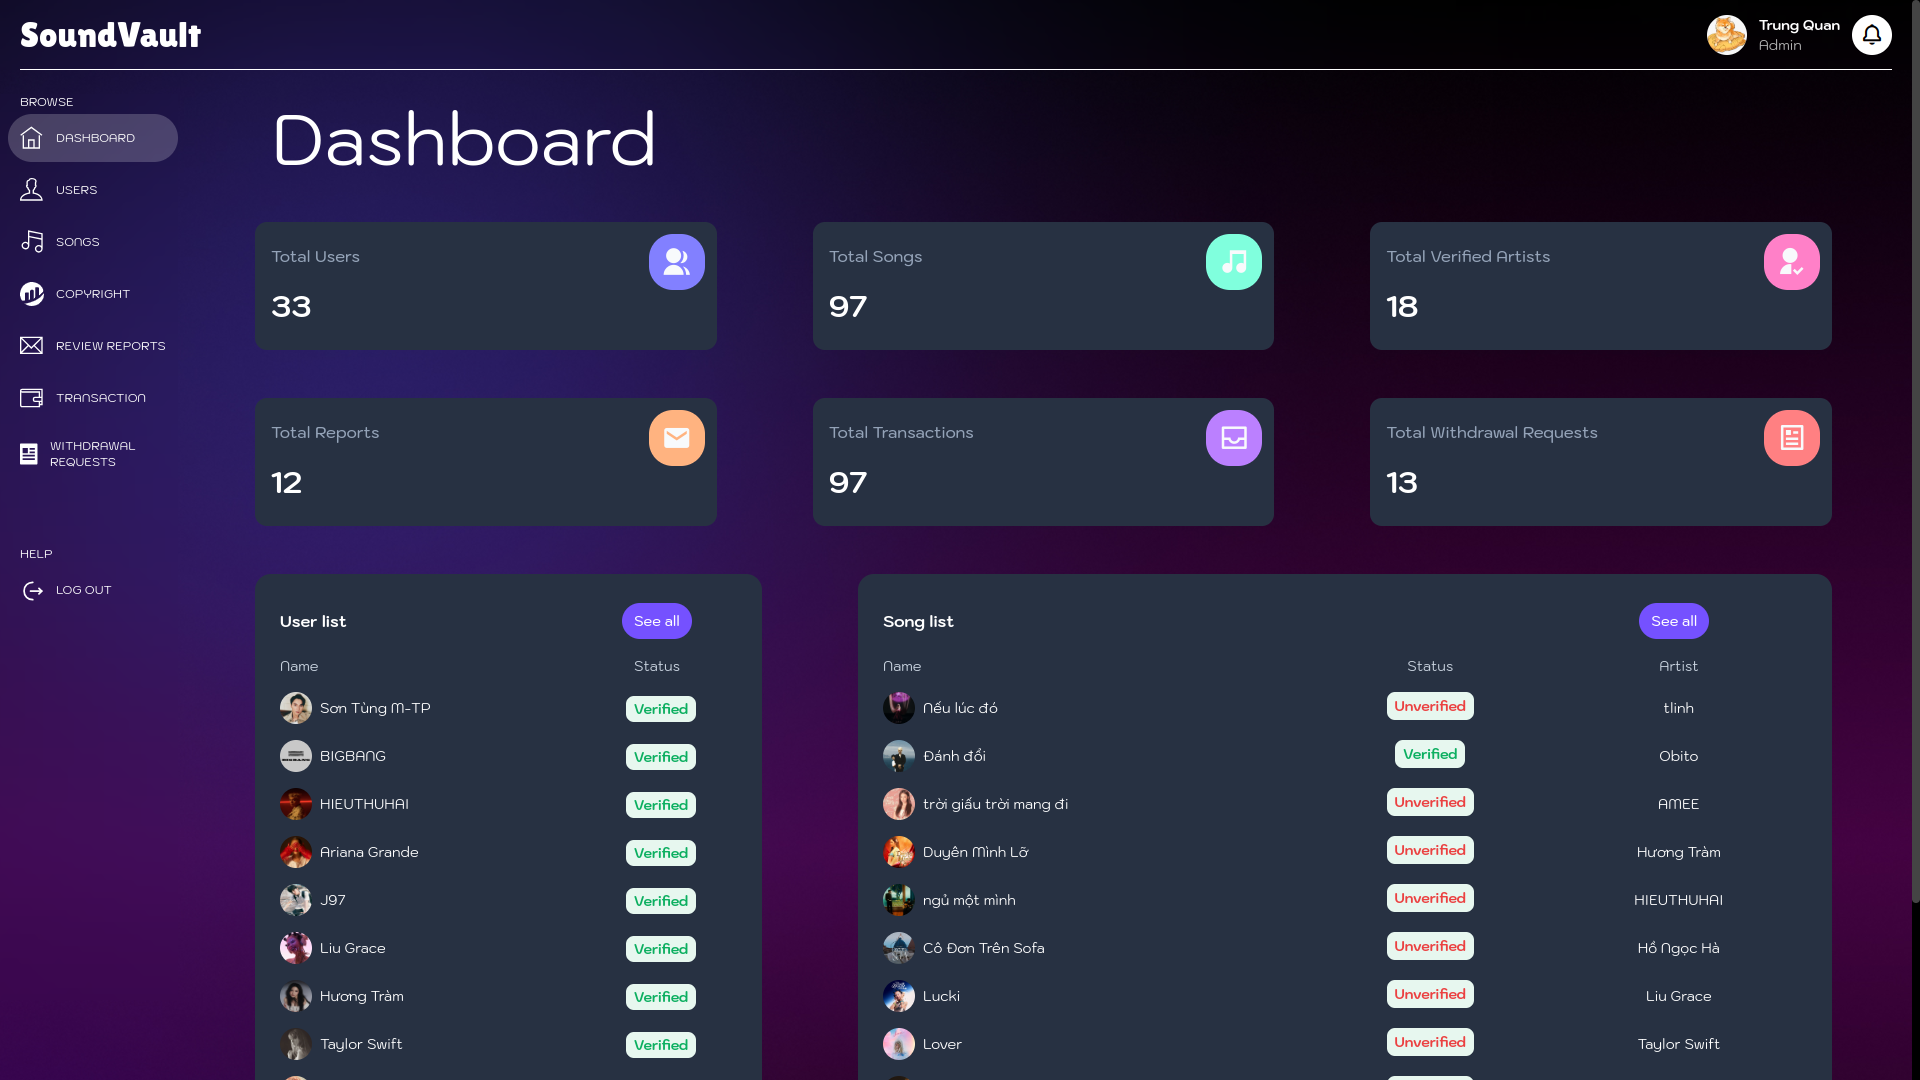 SoundVault
Trung Quan
Admin
BROWSE
DASHBOARD
USERS
SONGS
COPYRIGHT
REVIEW REPORTS
TRANSACTION
WITHDRAWAL
REQUESTS
HELP
LOG OUT
Dashboard
Total Users
33
Total Songs
97
Total Verified Artists
18
Total Reports
12
Total Transactions
97
Total Withdrawal Requests
13
User list See all
Name Status
Sơn Tùng M-TP Verified
BIGBANG Verified
HIEUTHUHAI Verified
Ariana Grande Verified
J97 Verified
Liu Grace Verified
Hương Tràm Verified
Taylor Swift Verified
Song list See all
Name Status Artist
Nếu lúc đó Unverified tlinh
Đánh đổi Verified Obito
trời giấu trời mang đi Unverified AMEE
Duyên Mình Lỡ Unverified Hương Tràm
ngủ một mình Unverified HIEUTHUHAI
Cô Đơn Trên Sofa Unverified Hồ Ngọc Hà
Lucki Unverified Liu Grace
Lover Unverified Taylor Swift